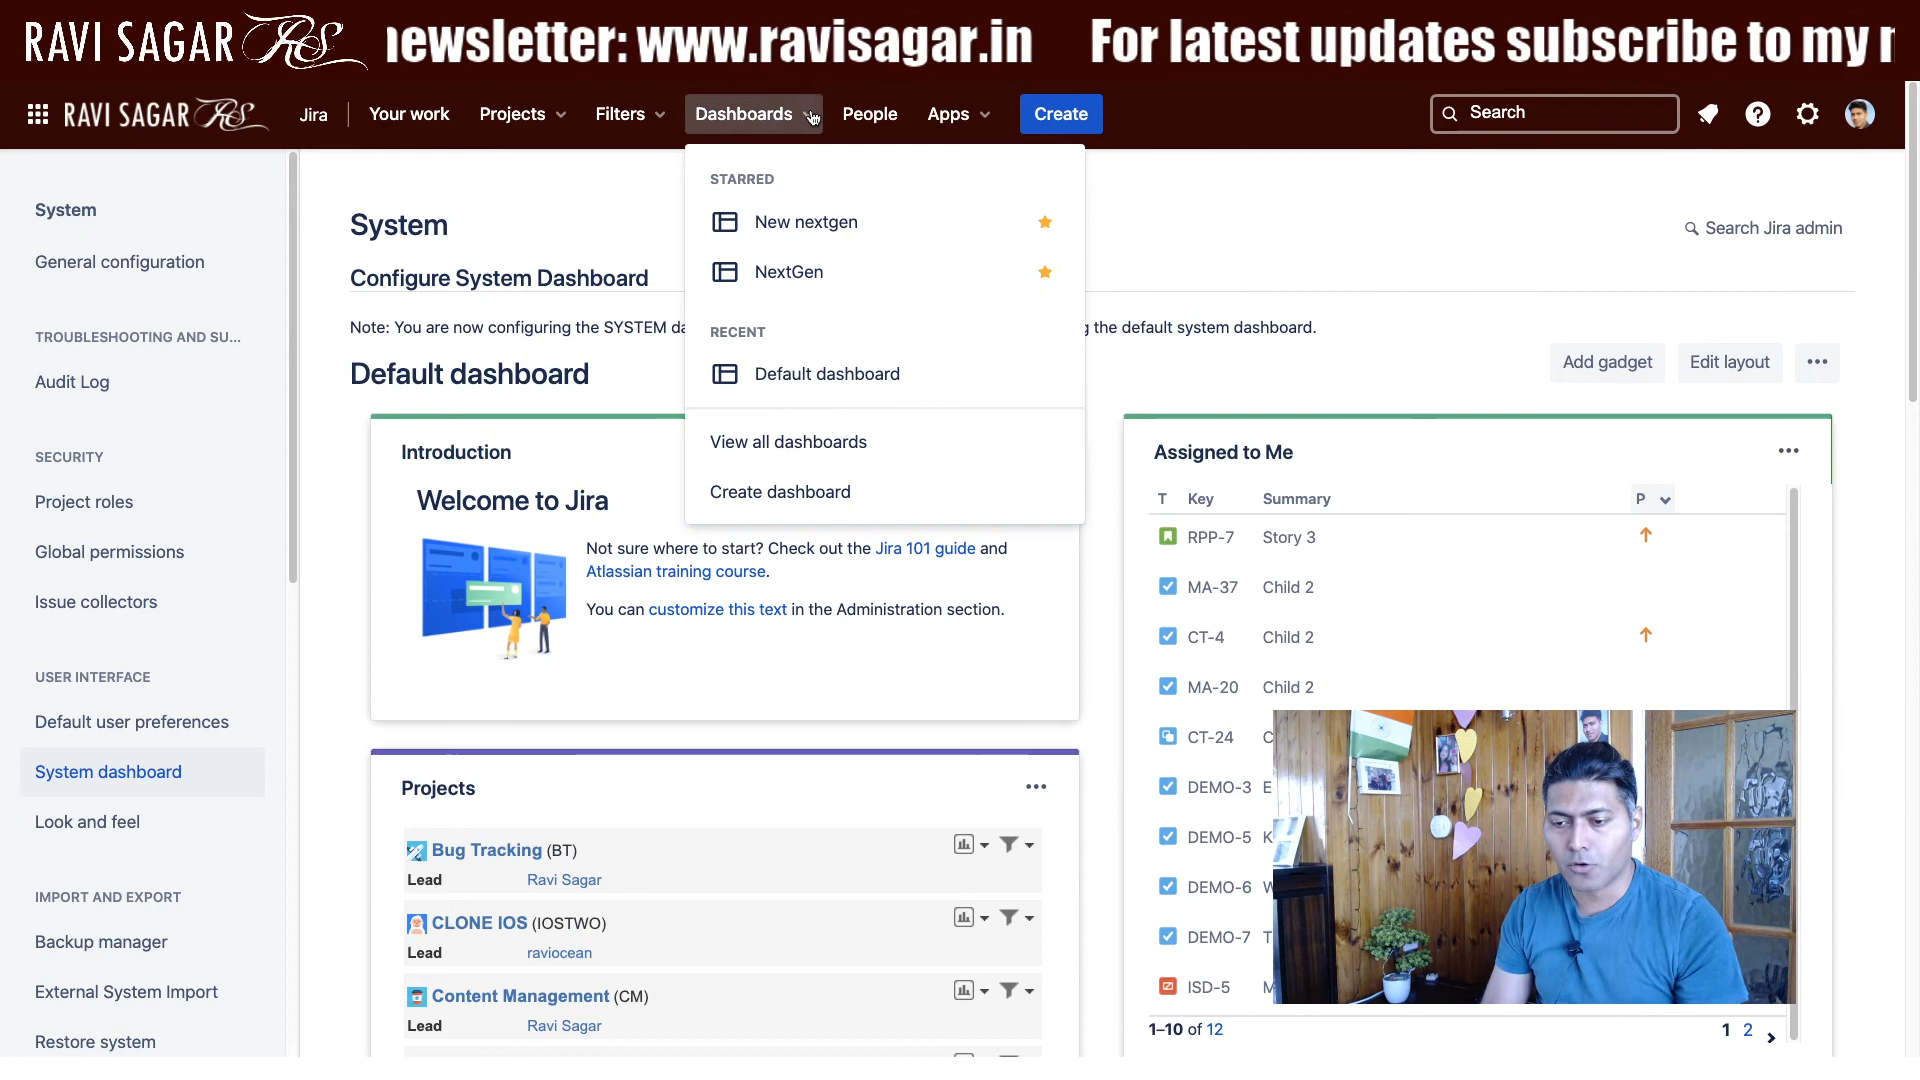 RAVI SAGAR RS
newsletter: www.ravisagar.in For latest updates subscribe to my
RAVI SAGAR RS Jira Your work Projects Filters Dashboards People Apps Create Search
System
General configuration
TROUBLESHOOTING AND SU...
Audit Log
SECURITY
Project roles
Global permissions
Issue collectors
USER INTERFACE
Default user preferences
System dashboard
Look and feel
IMPORT AND EXPORT
Backup manager
External System Import
Restore system
System
Search Jira admin
Configure System Dashboard
Note: You are now configuring the SYSTEM da
the default system dashboard.
Default dashboard
Add gadget Edit layout
STARRED
New nextgen
NextGen
RECENT
Default dashboard
View all dashboards
Create dashboard
Introduction
Welcome to Jira
Not sure where to start? Check out the Jira 101 guide and
Atlassian training course.
You can customize this text in the Administration section.
Projects
Bug Tracking (BT)
Lead Ravi Sagar
CLONE IOS (IOSTWO)
Lead raviocean
Content Management (CM)
Lead Ravi Sagar
Assigned to Me
T Key Summary P
RPP-7 Story 3
MA-37 Child 2
CT-4 Child 2
MA-20 Child 2
CT-24 C
DEMO-3 E
DEMO-5 K
DEMO-6 W
DEMO-7 T
ISD-5 M
1–10 of 12
1 2